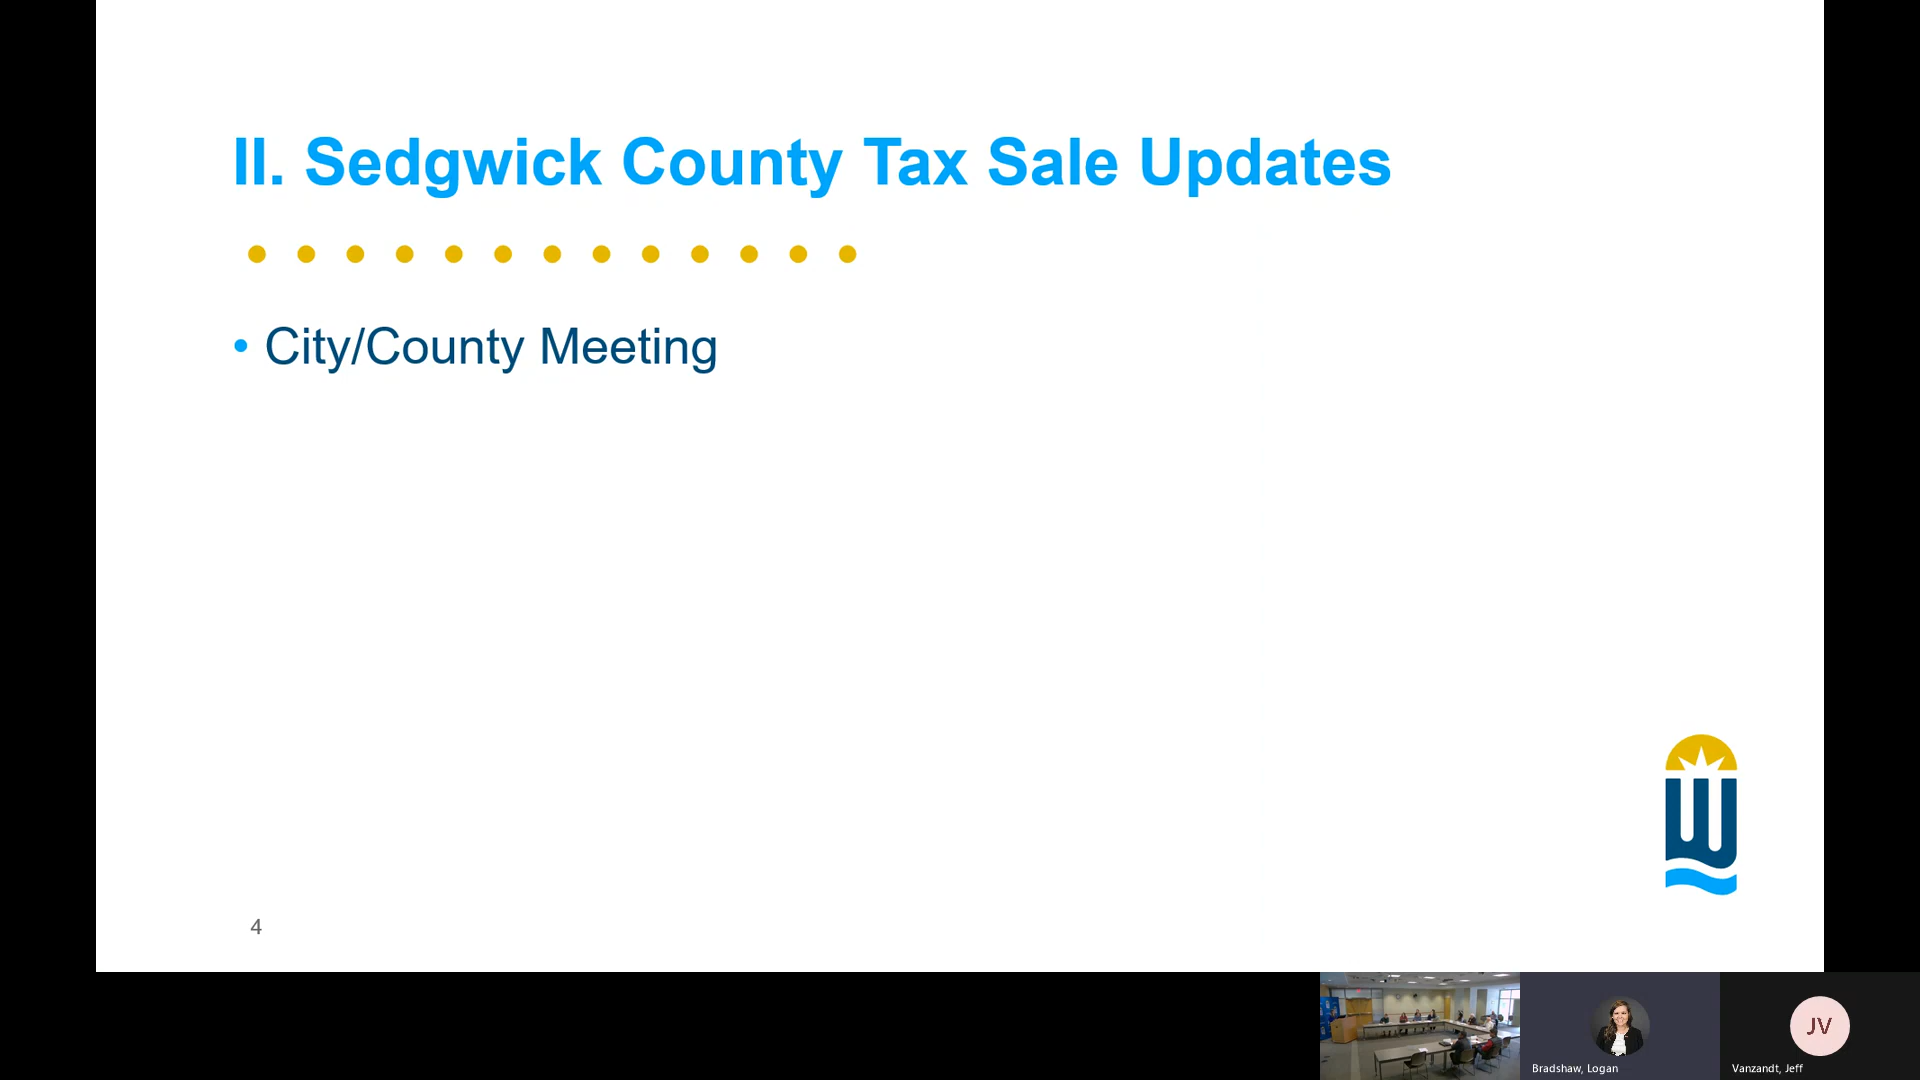 II. Sedgwick County Tax Sale Updates
• City/County Meeting
4
Bradshaw, Logan
JV
Vanzandt, Jeff